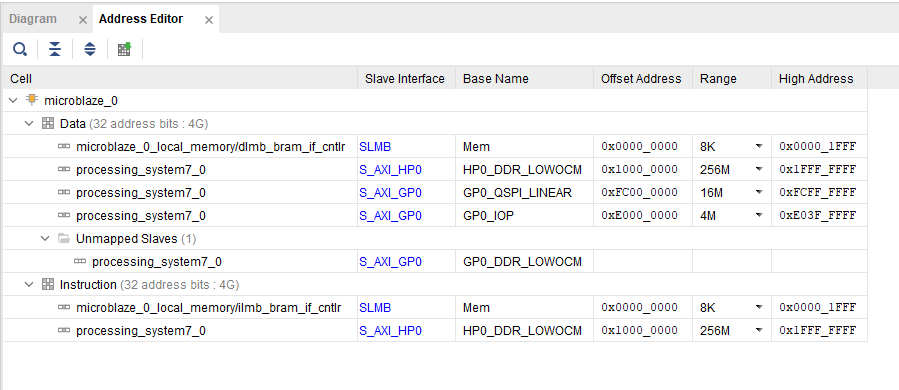 Diagram × Address Editor ×
Cell Slave Interface Base Name Offset Address Range High Address
microblaze_0
Data (32 address bits : 4G)
microblaze_0_local_memory/dlmb_bram_if_cntlr SLMB Mem 0x0000_0000 8K 0x0000_1FFF
processing_system7_0 S_AXI_HP0 HP0_DDR_LOWOCM 0x1000_0000 256M 0x1FFF_FFFF
processing_system7_0 S_AXI_GP0 GP0_QSPI_LINEAR 0xFC00_0000 16M 0xFCFF_FFFF
processing_system7_0 S_AXI_GP0 GP0_IOP 0xE000_0000 4M 0xE03F_FFFF
Unmapped Slaves (1)
processing_system7_0 S_AXI_GP0 GP0_DDR_LOWOCM
Instruction (32 address bits : 4G)
microblaze_0_local_memory/ilmb_bram_if_cntlr SLMB Mem 0x0000_0000 8K 0x0000_1FFF
processing_system7_0 S_AXI_HP0 HP0_DDR_LOWOCM 0x1000_0000 256M 0x1FFF_FFFF